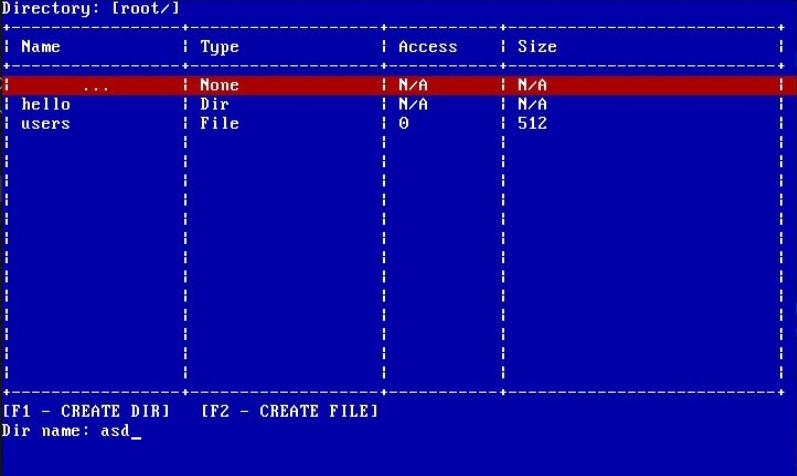 Directory: [root/]
Name Type Access Size
... None N/A N/A
hello Dir N/A N/A
users File 0 512
[F1 - CREATE DIR] [F2 - CREATE FILE]
Dir name: asd_